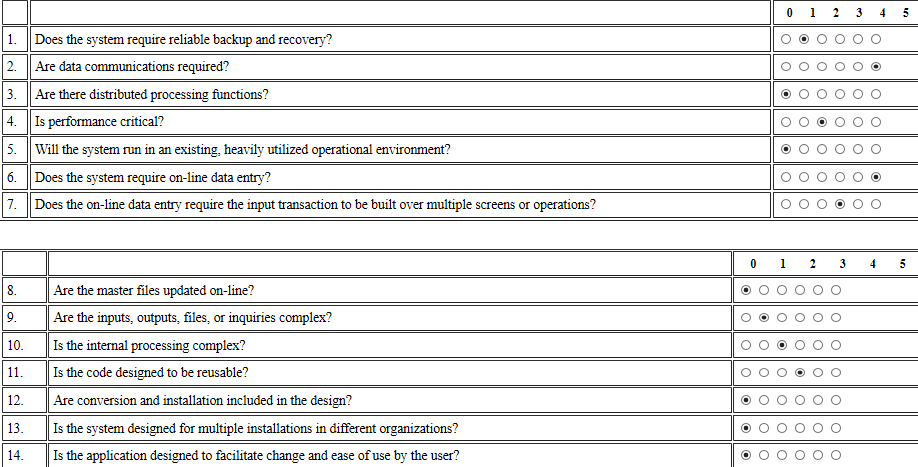 0 1 2 3 4 5
1. Does the system require reliable backup and recovery?
2. Are data communications required?
3. Are there distributed processing functions?
4. Is performance critical?
5. Will the system run in an existing, heavily utilized operational environment?
6. Does the system require on-line data entry?
7. Does the on-line data entry require the input transaction to be built over multiple screens or operations?
0 1 2 3 4 5
8. Are the master files updated on-line?
9. Are the inputs, outputs, files, or inquiries complex?
10. Is the internal processing complex?
11. Is the code designed to be reusable?
12. Are conversion and installation included in the design?
13. Is the system designed for multiple installations in different organizations?
14. Is the application designed to facilitate change and ease of use by the user?